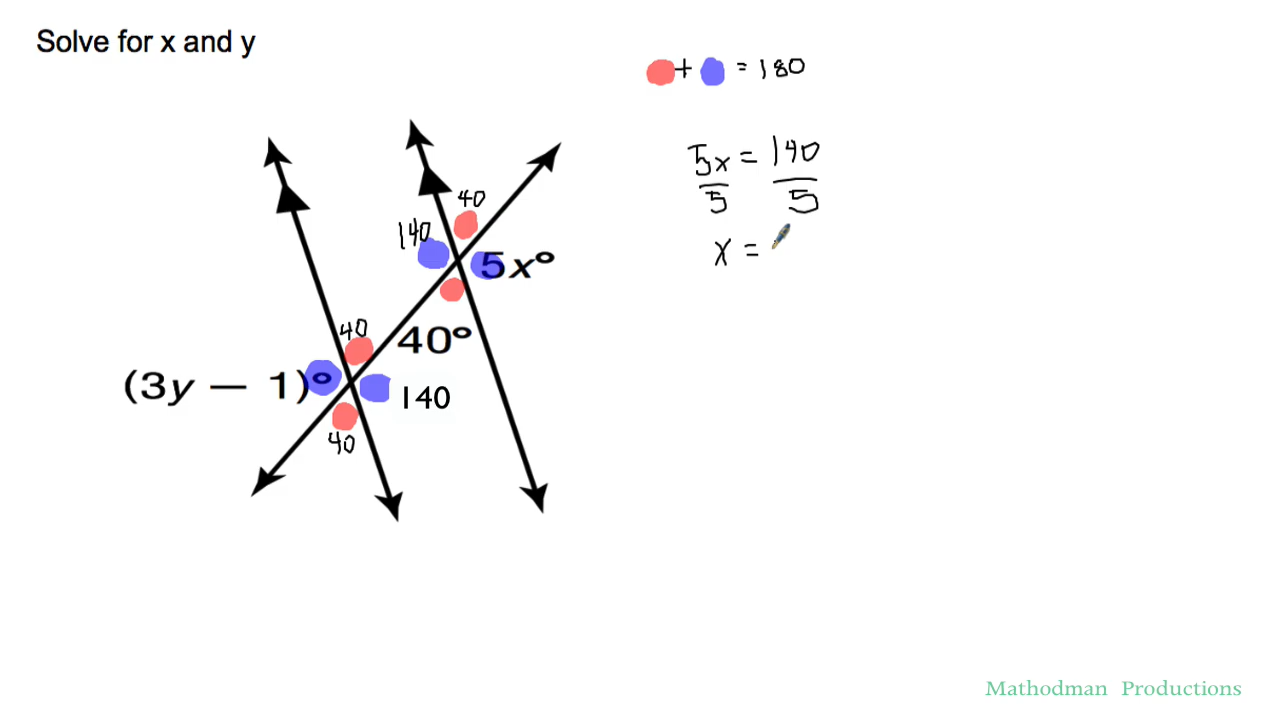 Solve for x and y
+ = 180
5x = 140
5 5
x =
40
140
5x°
40
40°
(3y — 1)°
140
40
Mathodman Productions